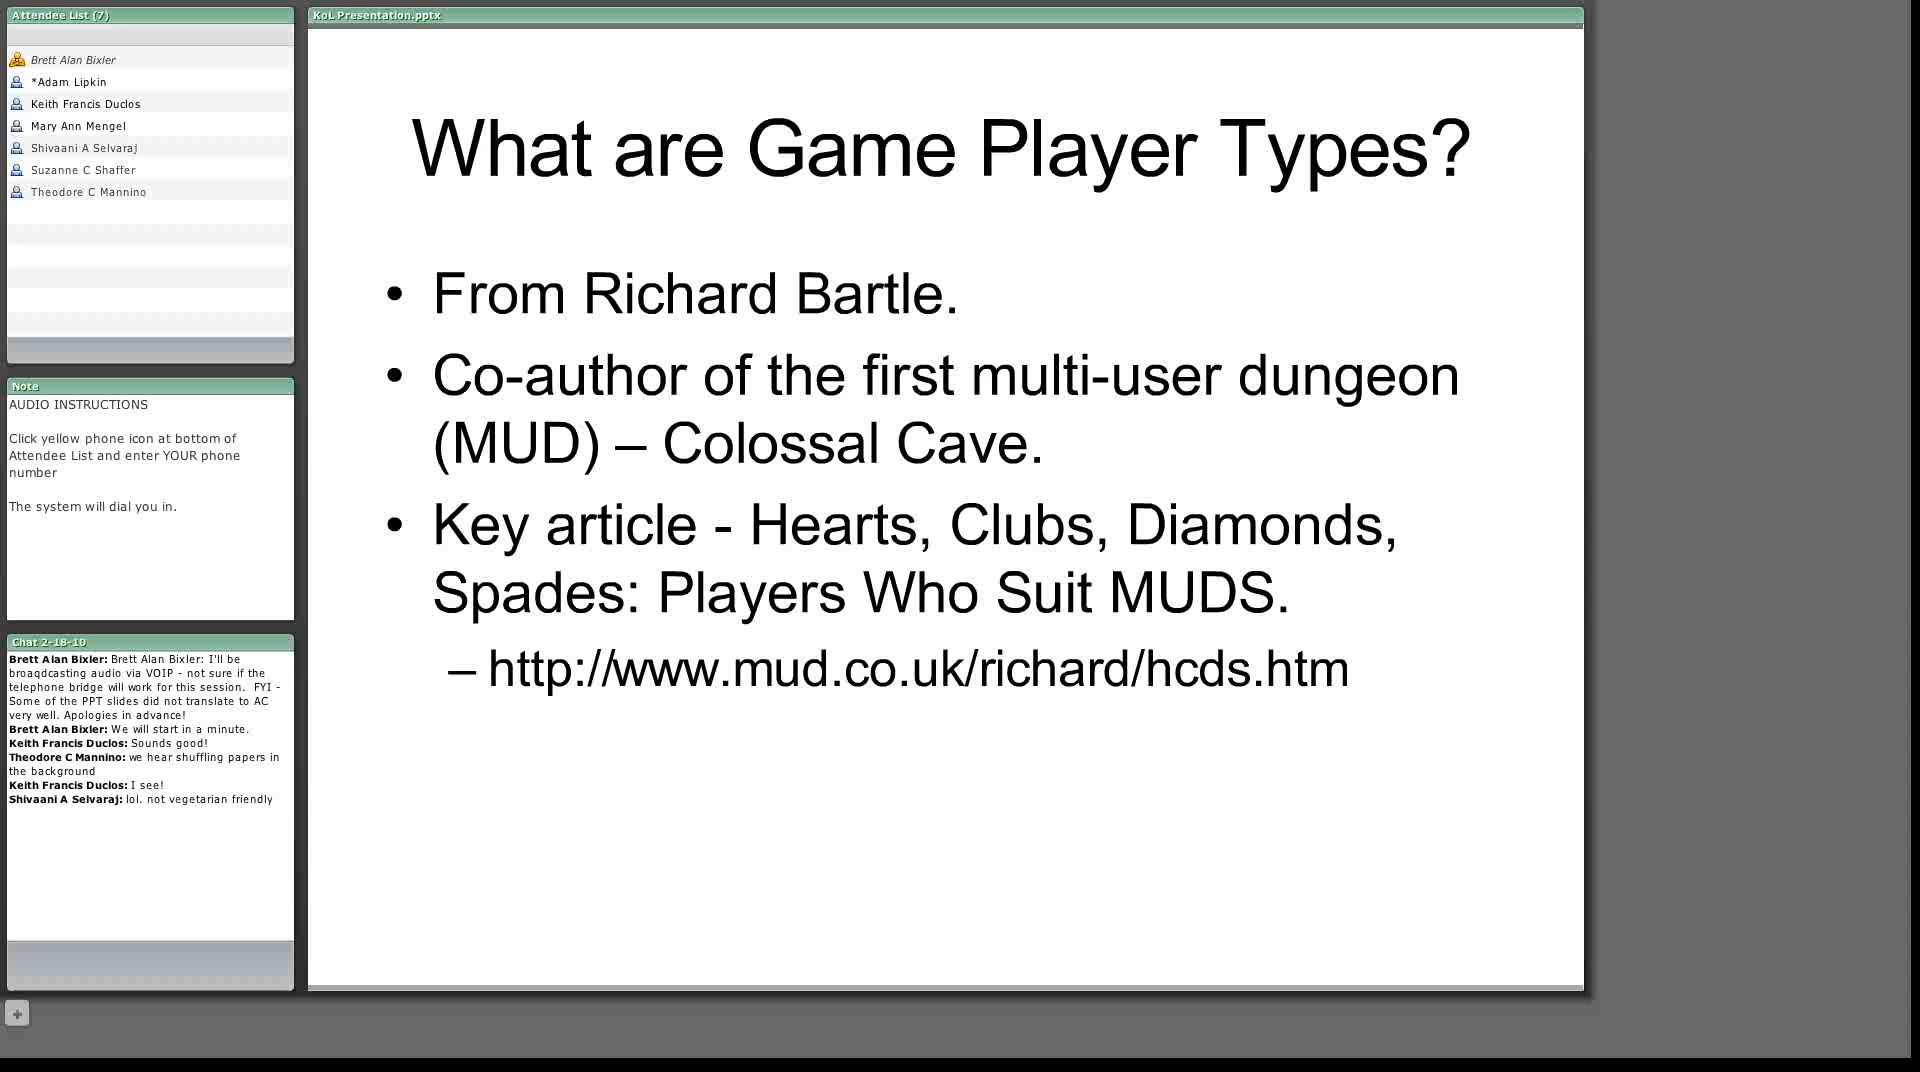 Attendee List (7)
Brett Alan Bixler
*Adam Lipkin
Keith Francis Duclos
Mary Ann Mengel
Shivaani A Selvaraj
Suzanne C Shaffer
Theodore C Mannino
Note
AUDIO INSTRUCTIONS
Click yellow phone icon at bottom of
Attendee List and enter YOUR phone
number
The system will dial you in.
Chat 2-18-10
Brett Alan Bixler: Brett Alan Bixler: I'll be
broaqdcasting audio via VOIP - not sure if the
telephone bridge will work for this session. FYI -
Some of the PPT slides did not translate to AC
very well. Apologies in advance!
Brett Alan Bixler: We will start in a minute.
Keith Francis Duclos: Sounds good!
Theodore C Mannino: we hear shuffling papers in
the background
Keith Francis Duclos: I see!
Shivaani A Selvaraj: lol. not vegetarian friendly
KoL Presentation.pptx
What are Game Player Types?
• From Richard Bartle.
• Co-author of the first multi-user dungeon
(MUD) – Colossal Cave.
• Key article - Hearts, Clubs, Diamonds,
Spades: Players Who Suit MUDS.
– http://www.mud.co.uk/richard/hcds.htm